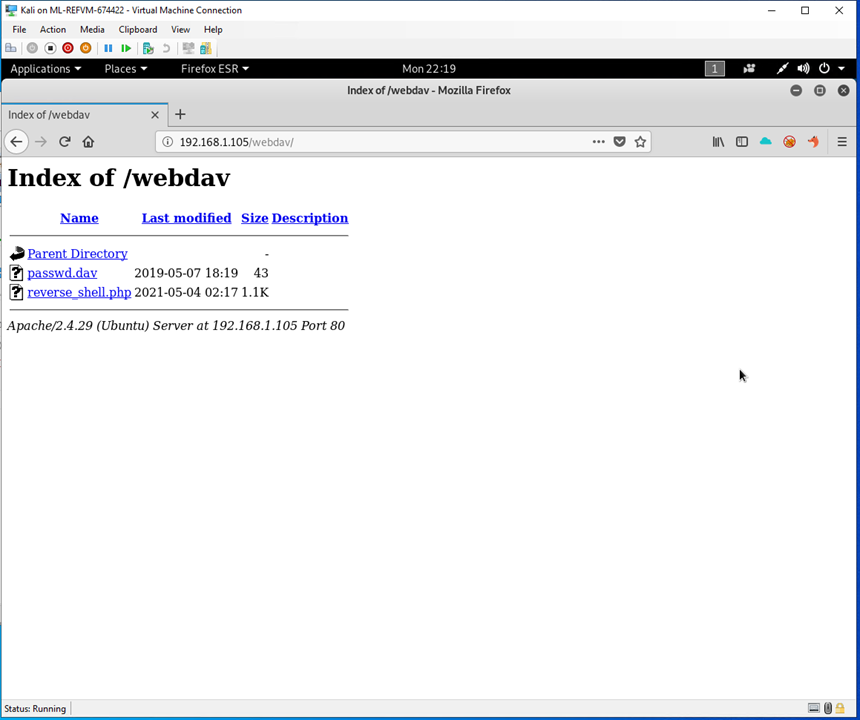 Kali on ML-REFVM-674422 - Virtual Machine Connection
File Action Media Clipboard View Help
Applications Places Firefox ESR Mon 22:19 1
Index of /webdav - Mozilla Firefox
Index of /webdav
192.168.1.105/webdav/
Index of /webdav
Name Last modified Size Description
Parent Directory -
passwd.dav 2019-05-07 18:19 43
reverse_shell.php 2021-05-04 02:17 1.1K
Apache/2.4.29 (Ubuntu) Server at 192.168.1.105 Port 80
Status: Running